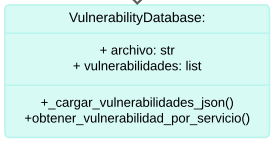 VulnerabilityDatabase:
+ archivo: str
+ vulnerabilidades: list
+_cargar_vulnerabilidades_json()
+obtener_vulnerabilidad_por_servicio()